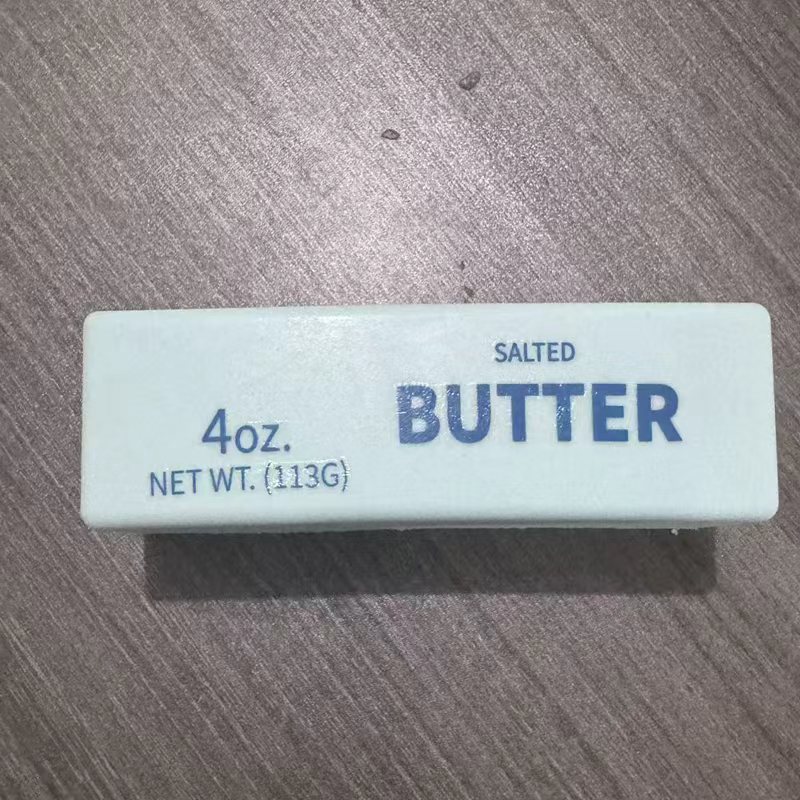 SALTED
BUTTER
4oz.
NET WT. (113G)